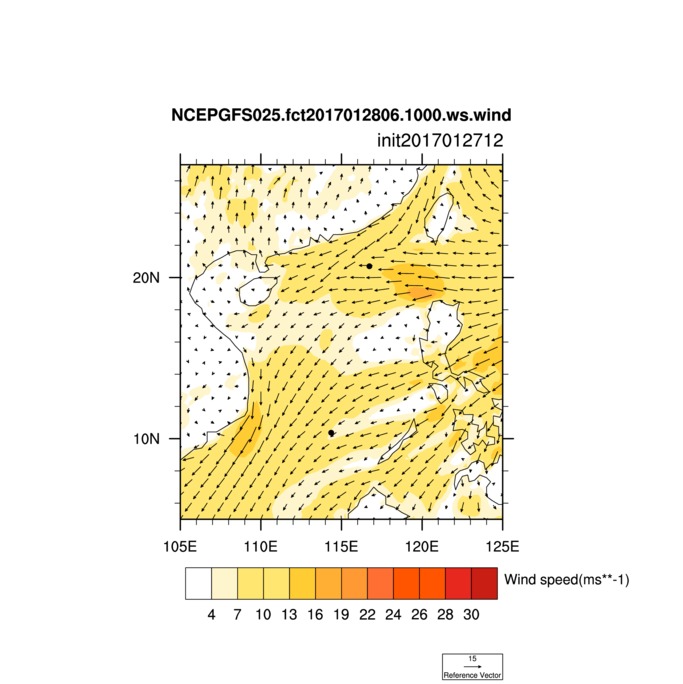 NCEPGFS025.fct2017012806.1000.ws.wind
init2017012712
20N
10N
105E 110E 115E 120E 125E
Wind speed(ms**-1)
4 7 10 13 16 19 22 24 26 28 30
15
Reference Vector